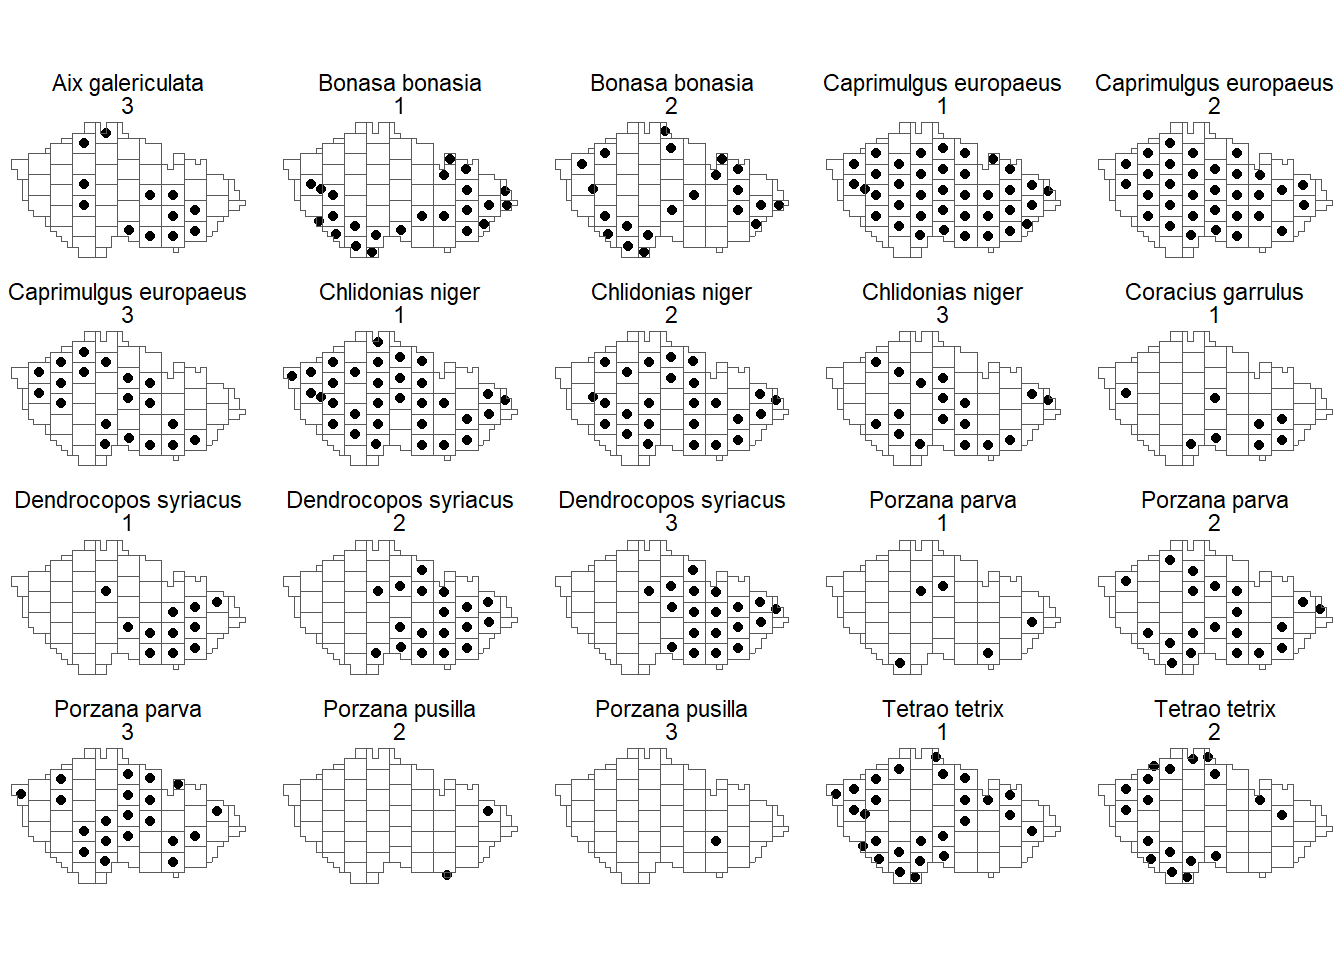 Aix galericulata
3
Bonasa bonasia
1
Bonasa bonasia
2
Caprimulgus europaeus
1
Caprimulgus europaeus
2
Caprimulgus europaeus
3
Chlidonias niger
1
Chlidonias niger
2
Chlidonias niger
3
Coracius garrulus
1
Dendrocopos syriacus
1
Dendrocopos syriacus
2
Dendrocopos syriacus
3
Porzana parva
1
Porzana parva
2
Porzana parva
3
Porzana pusilla
2
Porzana pusilla
3
Tetrao tetrix
1
Tetrao tetrix
2